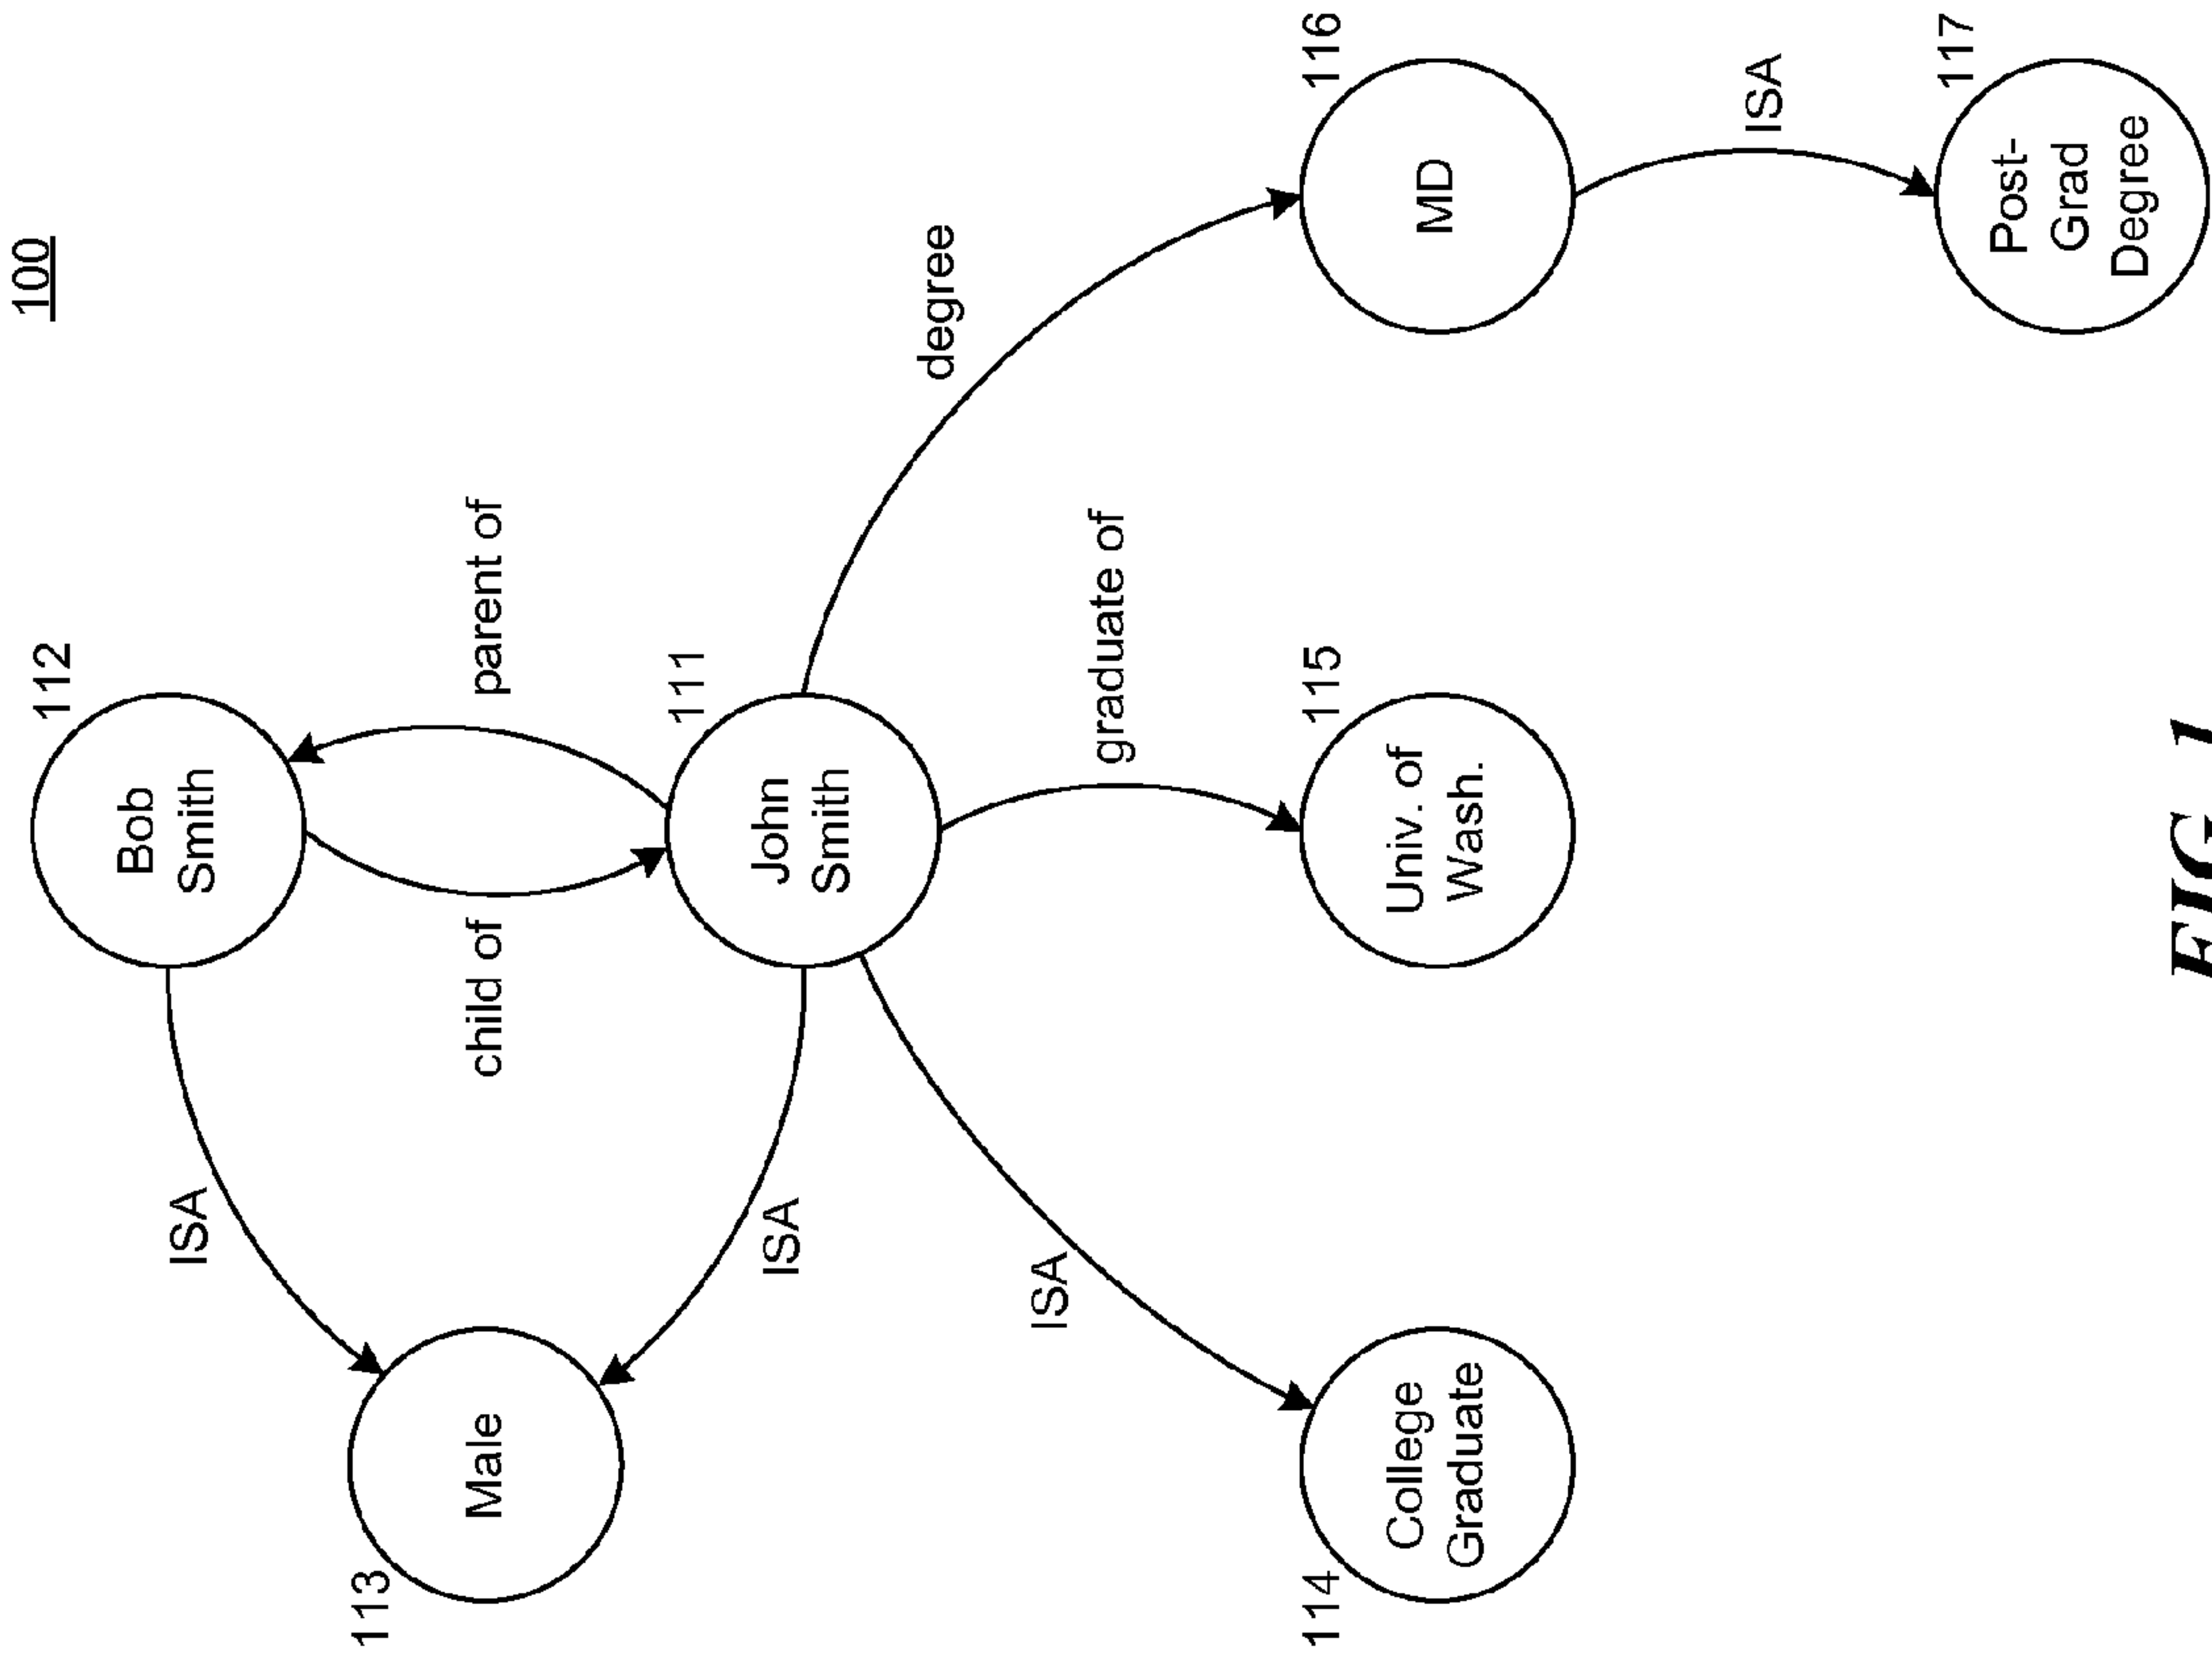 100
112
Bob
Smith
ISA
113
Male
child of
parent of
111
John
Smith
ISA
degree
ISA
graduate of
114
College
Graduate
115
Univ. of
Wash.
116
MD
ISA
117
Post-
Grad
Degree
FIG. 1